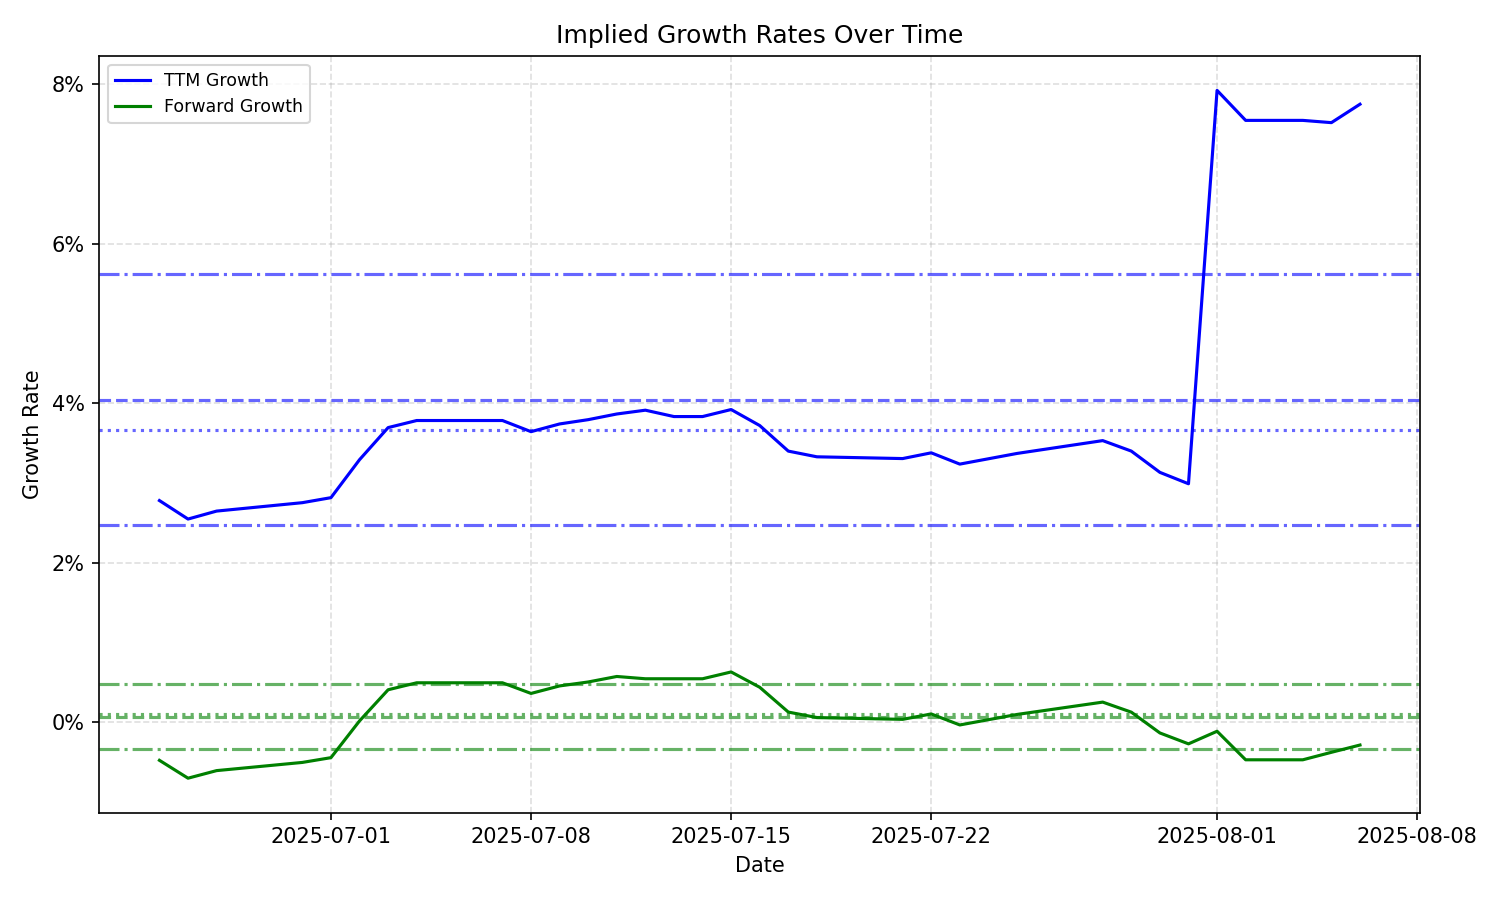 Implied Growth Rates Over Time
TTM Growth
Forward Growth
8%
6%
4%
2%
0%
Growth Rate
2025-07-01
2025-07-08
2025-07-15
2025-07-22
2025-08-01
2025-08-08
Date